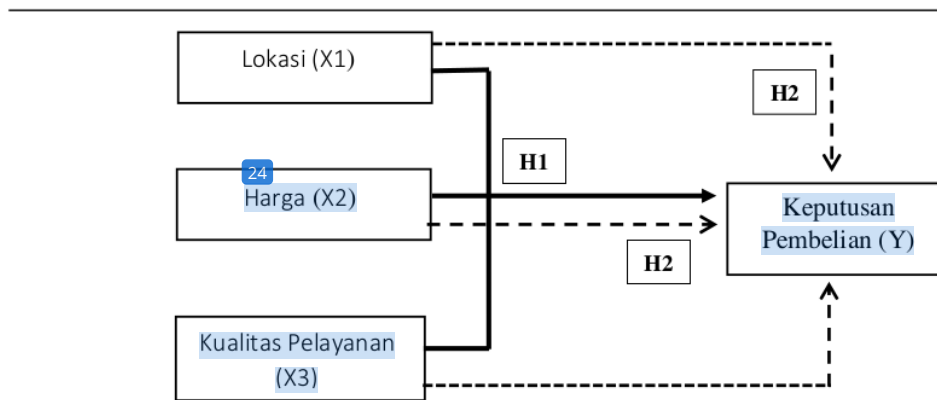 Lokasi (X1)
H2
H1
24
Harga (X2)
Keputusan
Pembelian (Y)
H2
Kualitas Pelayanan
(X3)